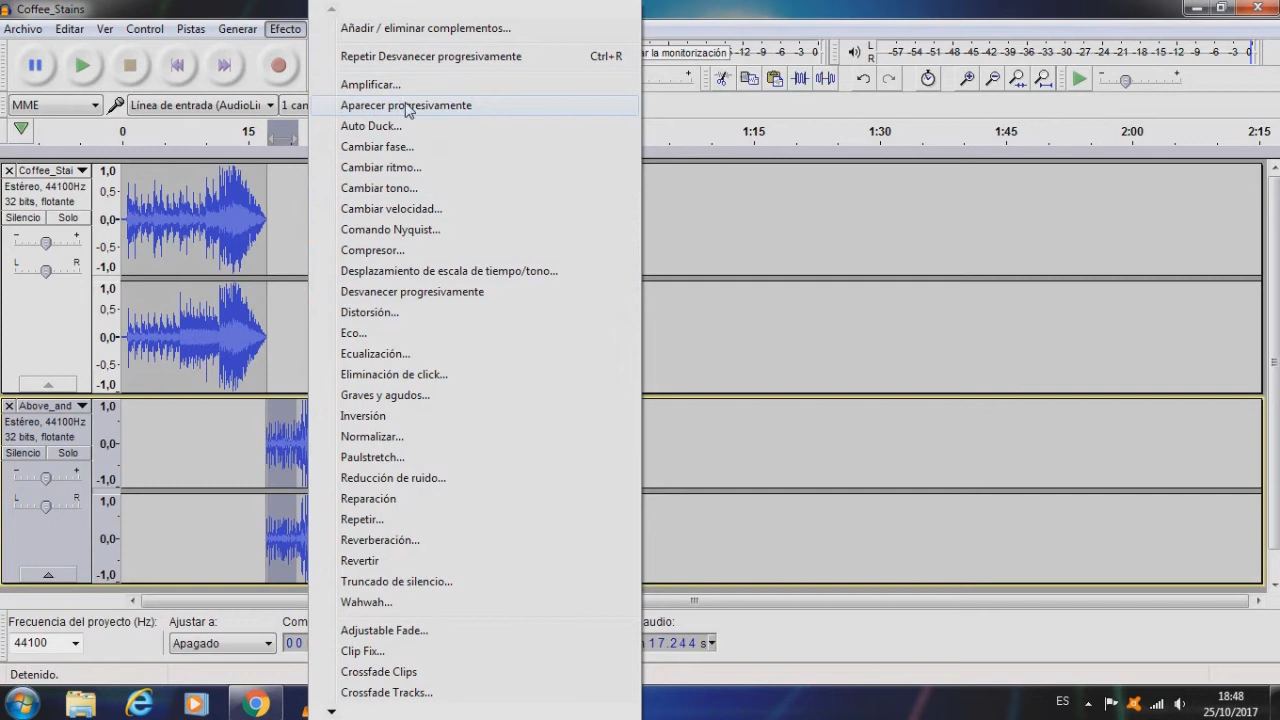 Coffee_Stains
Archivo Editar Ver Control Pistas Generar Efecto
Añadir / eliminar complementos...
Repetir Desvanecer progresivamente Ctrl+R
Amplificar...
Aparecer progresivamente
Auto Duck...
Cambiar fase...
Cambiar ritmo...
Cambiar tono...
Cambiar velocidad...
Comando Nyquist...
Compresor...
Desplazamiento de escala de tiempo/tono...
Desvanecer progresivamente
Distorsión...
Eco...
Ecualización...
Eliminación de click...
Graves y agudos...
Inversión
Normalizar...
Paulstretch...
Reducción de ruido...
Reparación
Repetir...
Reverberación...
Revertir
Truncado de silencio...
Wahwah...
Adjustable Fade...
Clip Fix...
Crossfade Clips
Crossfade Tracks...
ar la monitorización -12 -9 -6 -3 0
L
R
-57 -54 -51 -48 -45 -42 -39 -36 -33 -30 -27 -24 -21 -18 -15 -12 -9 -6 -3 0
MME Línea de entrada (AudioLi 1 can
0 15 1:15 1:30 1:45 2:00 2:15
Coffee_Stai
Estéreo, 44100Hz
32 bits, flotante
Silencio Solo
- +
L R
1,0
0,5
0,0
-0,5
-1,0
1,0
0,5
0,0
-0,5
-1,0
Above_and
Estéreo, 44100Hz
32 bits, flotante
Silencio Solo
- +
L R
1,0
0,0
-1,0
1,0
0,0
-1,0
Frecuencia del proyecto (Hz): Ajustar a: Com audio:
44100 Apagado 0 0 17.244 s
Detenido.
ES
18:48
25/10/2017